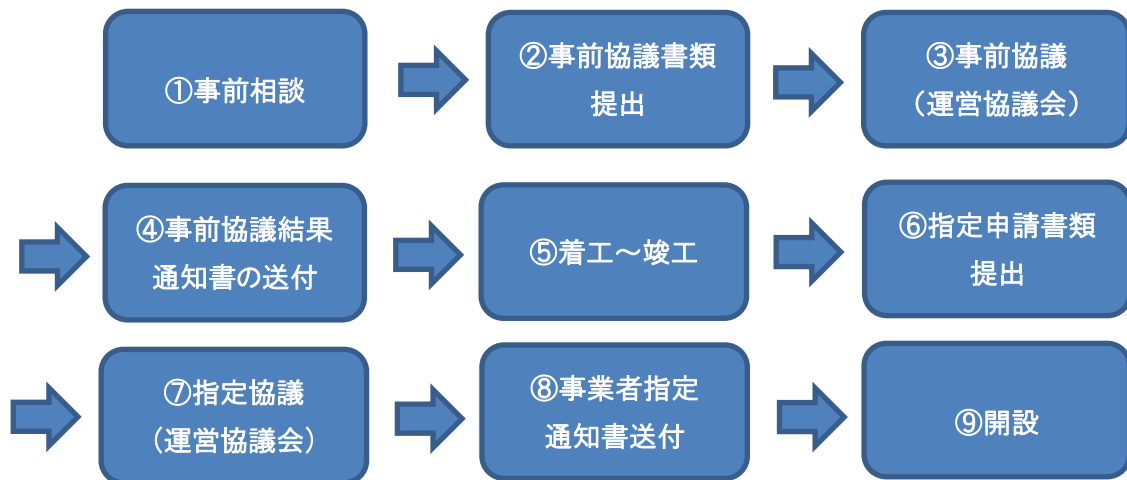 ①事前相談
②事前協議書類
提出
③事前協議
（運営協議会）
④事前協議結果
通知書の送付
⑤着工～竣工
⑥指定申請書類
提出
⑦指定協議
（運営協議会）
⑧事業者指定
通知書送付
⑨開設